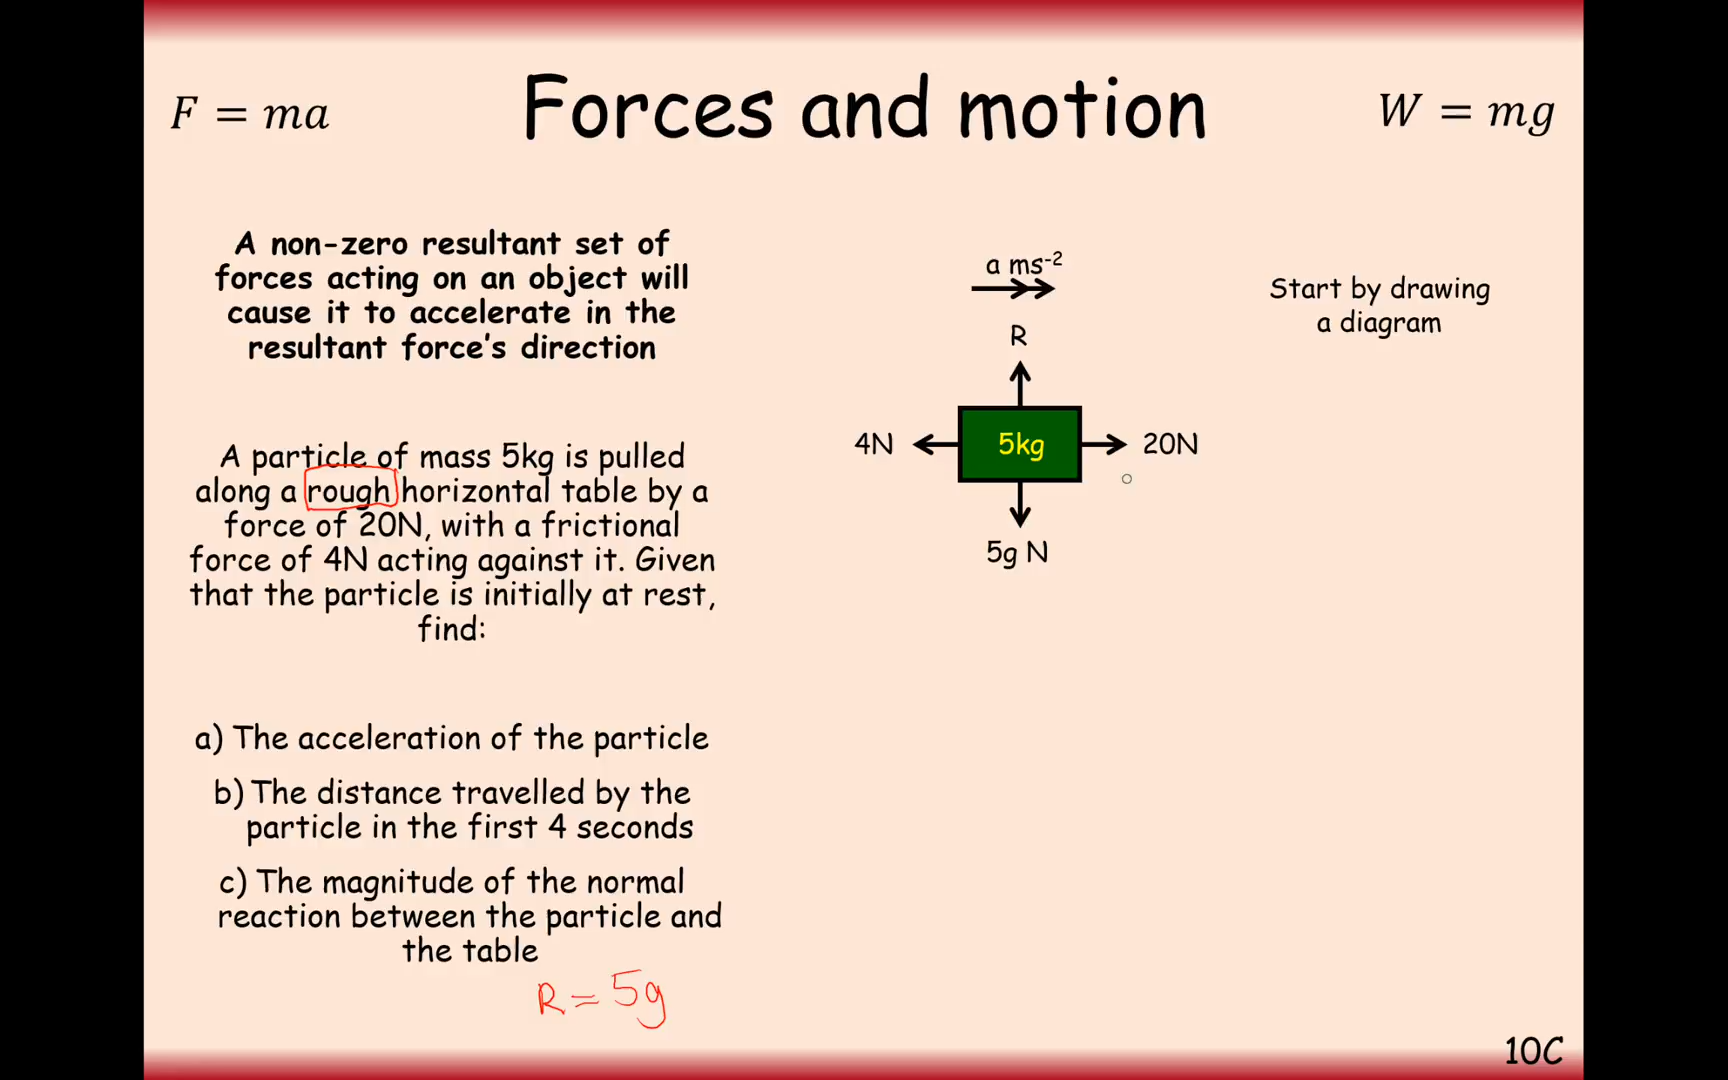 F = ma
Forces and motion
W = mg
A non-zero resultant set of
forces acting on an object will
cause it to accelerate in the
resultant force's direction
A particle of mass 5kg is pulled
along a rough horizontal table by a
force of 20N, with a frictional
force of 4N acting against it. Given
that the particle is initially at rest,
find:
a) The acceleration of the particle
b) The distance travelled by the
particle in the first 4 seconds
c) The magnitude of the normal
reaction between the particle and
the table
R = 5g
a ms⁻²
R
4N
5kg
20N
5g N
Start by drawing
a diagram
10C